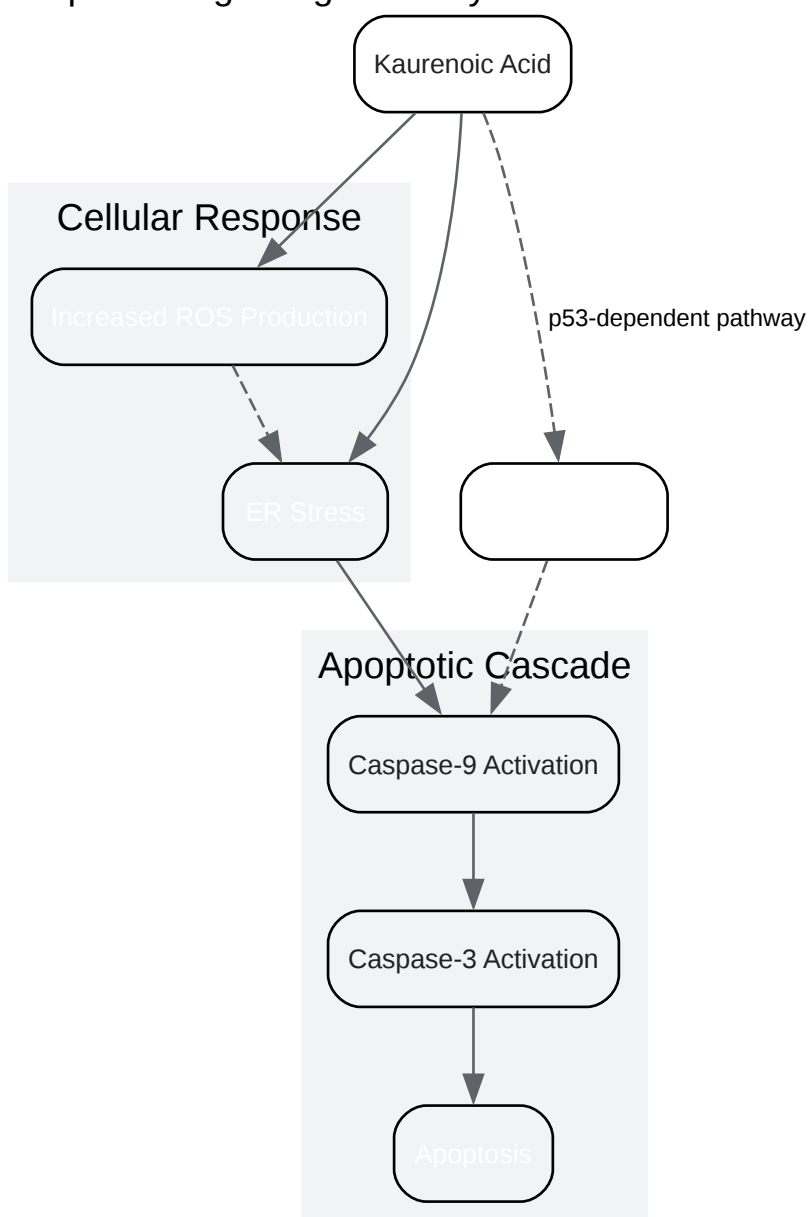 Kaurenoic Acid
Cellular Response
Increased ROS Production
p53-dependent pathway
ER Stress
Apoptotic Cascade
Caspase-9 Activation
Caspase-3 Activation
Apoptosis